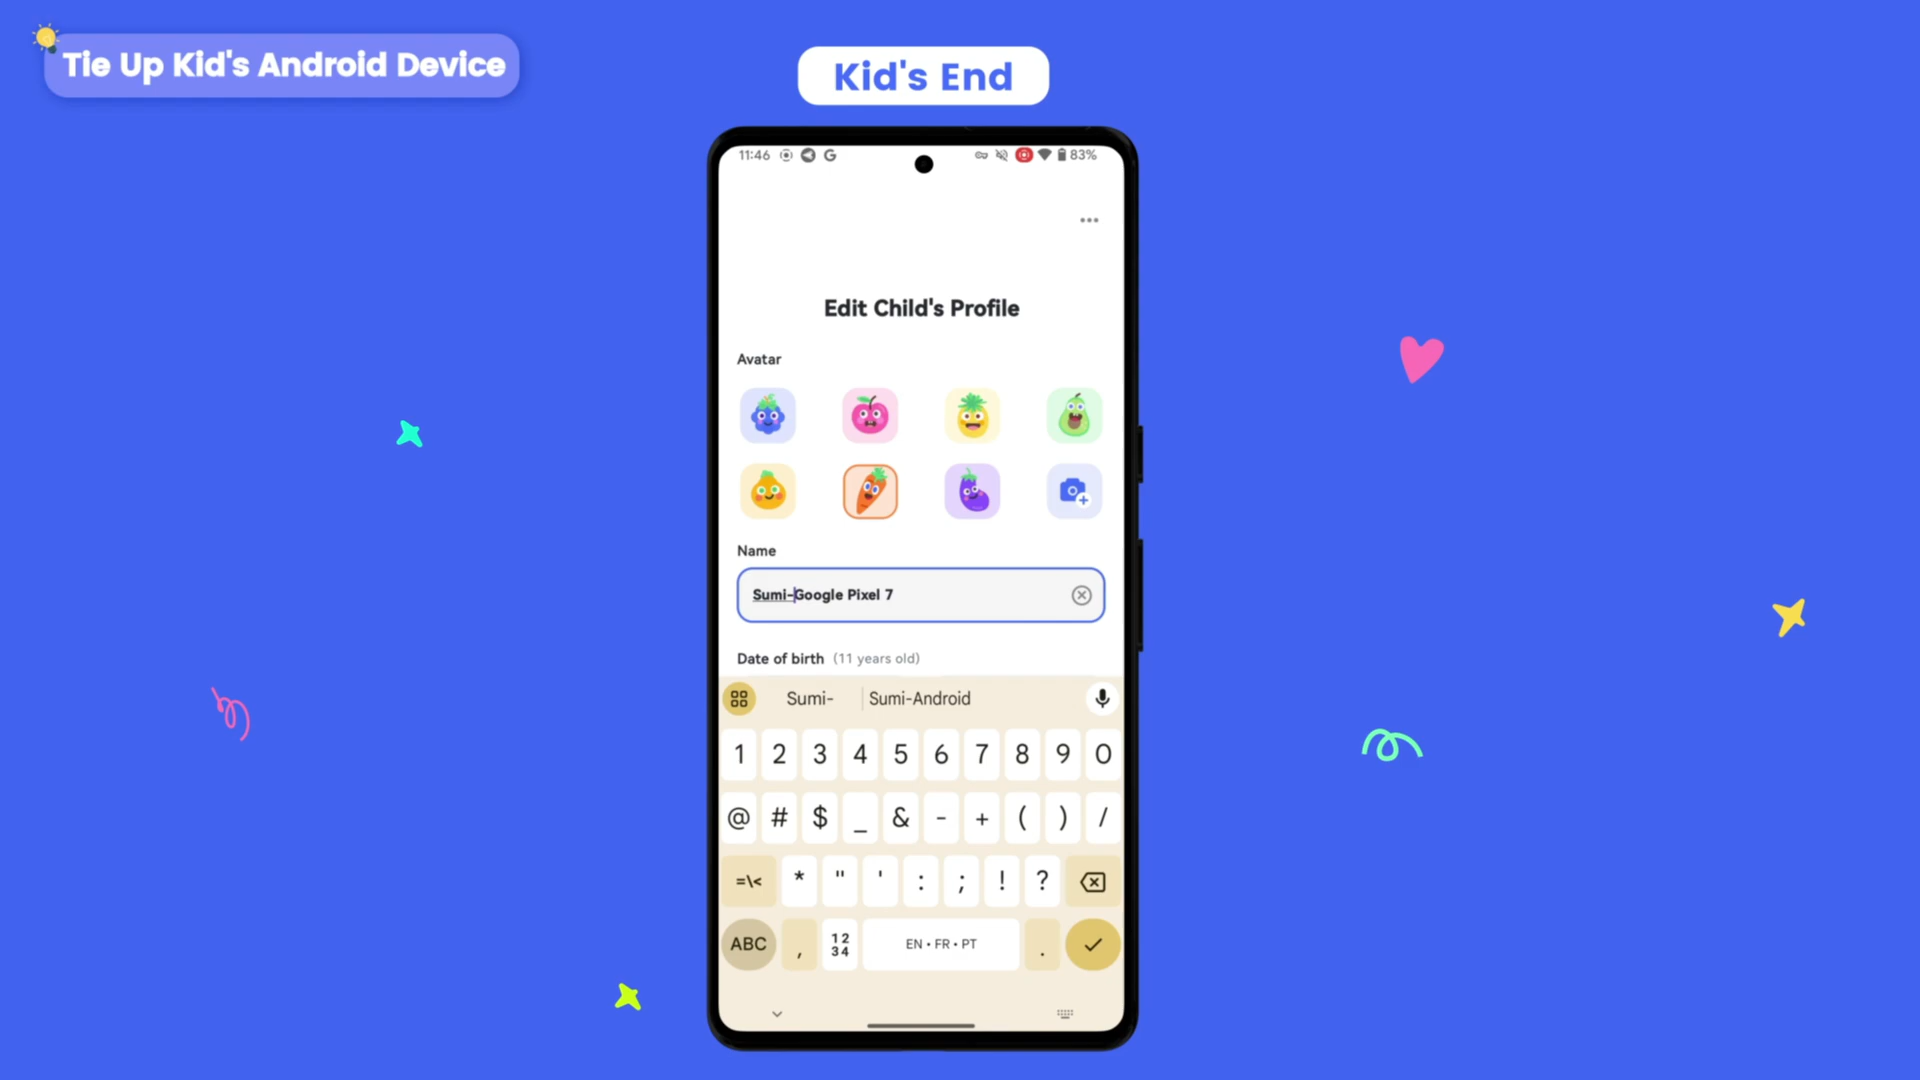 Tie Up Kid's Android Device
Kid's End
11:46
83%
Edit Child's Profile
Avatar
Name
Sumi-Google Pixel 7
Date of birth (11 years old)
Sumi- Sumi-Android
1 2 3 4 5 6 7 8 9 0
@ # $ _ & - + ( ) /
=\< * " ' : ; ! ?
ABC , 12 34 EN • FR • PT .